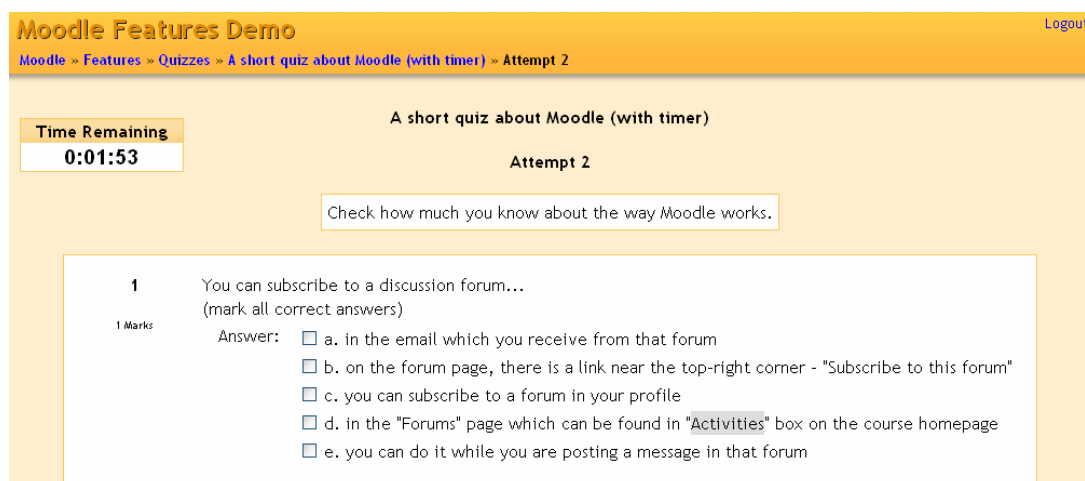 Moodle Features Demo
Logout
Moodle » Features » Quizzes » A short quiz about Moodle (with timer) » Attempt 2
A short quiz about Moodle (with timer)
Time Remaining
0:01:53
Attempt 2
Check how much you know about the way Moodle works.
1
You can subscribe to a discussion forum...
(mark all correct answers)
1 Marks
Answer:
a. in the email which you receive from that forum
b. on the forum page, there is a link near the top-right corner - "Subscribe to this forum"
c. you can subscribe to a forum in your profile
d. in the "Forums" page which can be found in "Activities" box on the course homepage
e. you can do it while you are posting a message in that forum